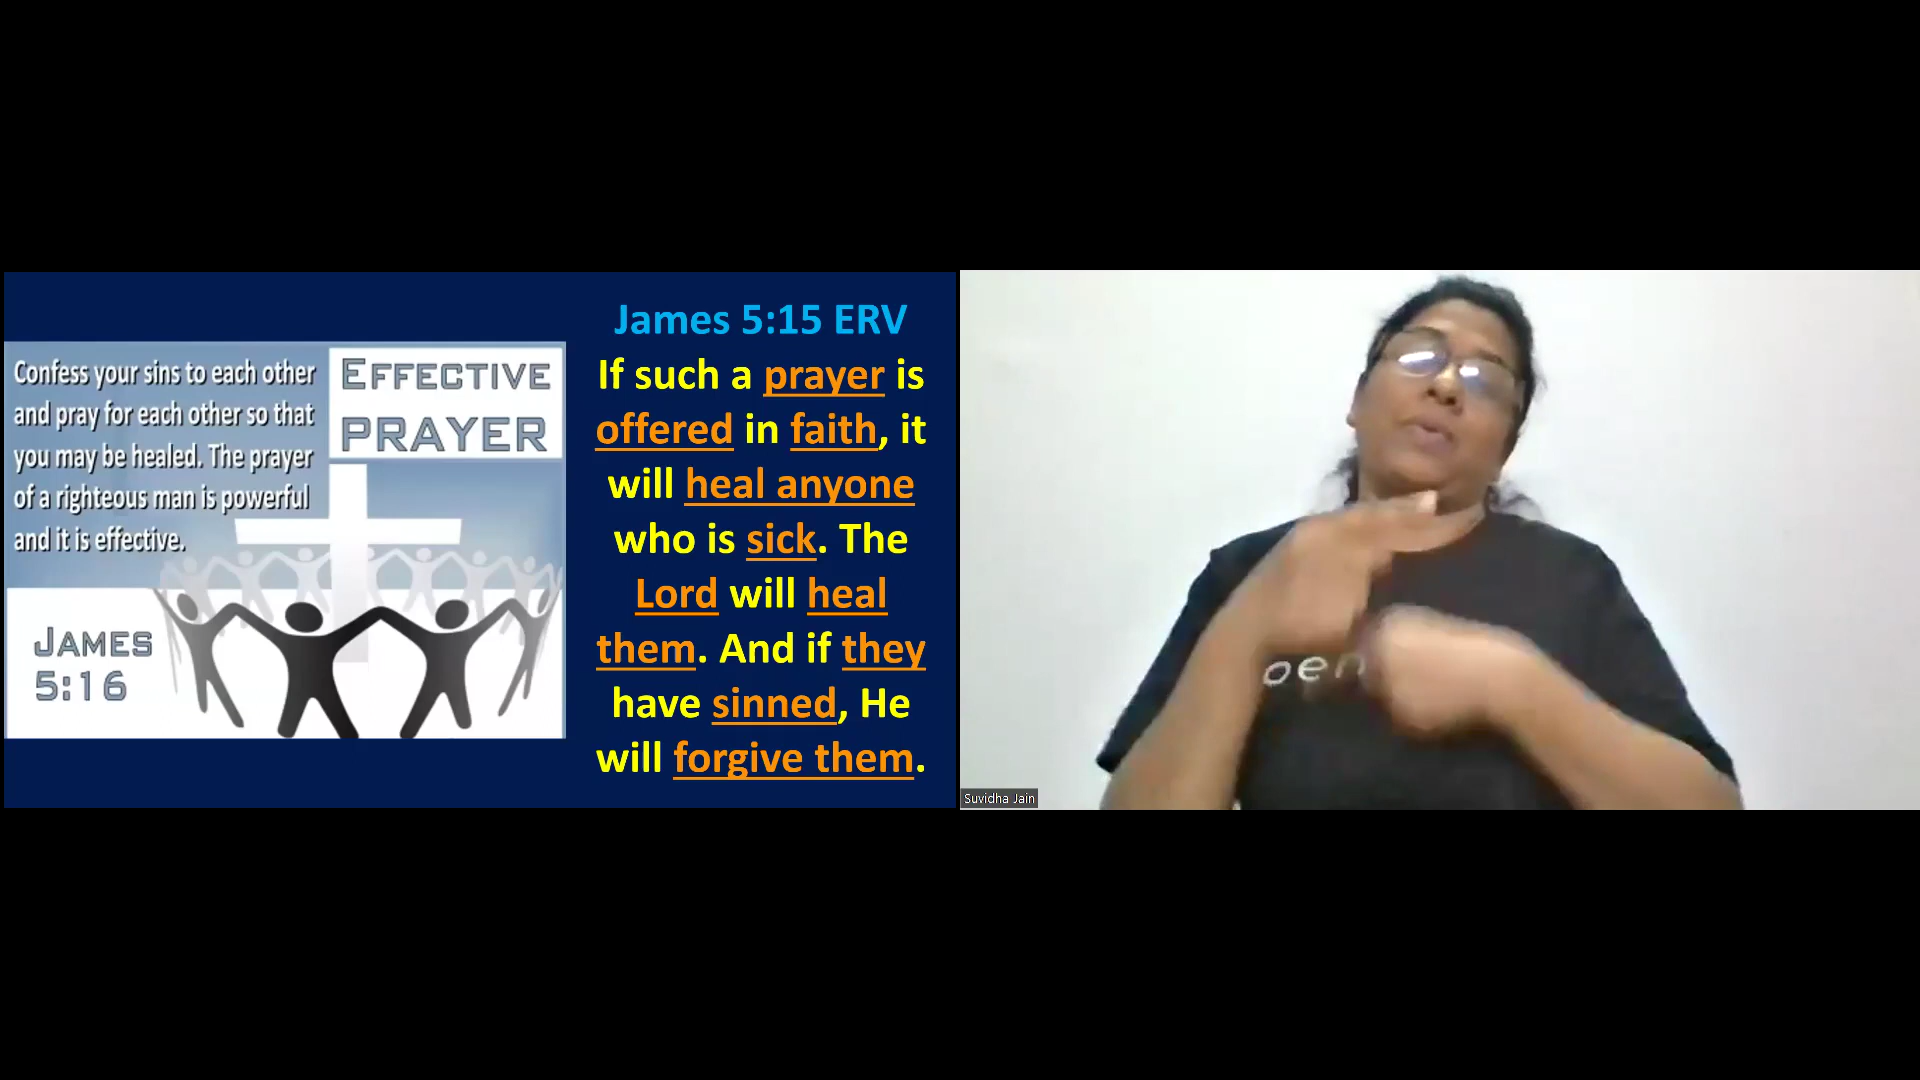 James 5:15 ERV
If such a prayer is
offered in faith, it
will heal anyone
who is sick. The
Lord will heal
them. And if they
have sinned, He
will forgive them.
Confess your sins to each other
and pray for each other so that
you may be healed. The prayer
of a righteous man is powerful
and it is effective.
EFFECTIVE
PRAYER
JAMES
5:16
Suvidha Jain